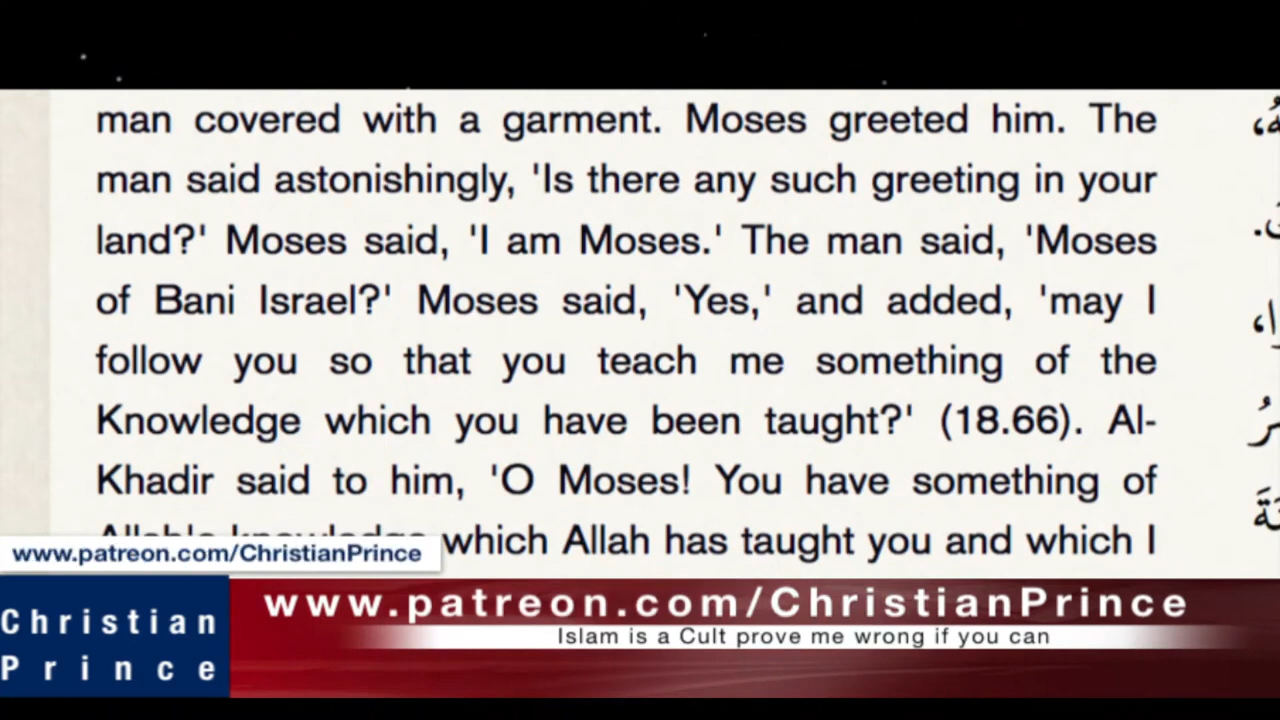 man covered with a garment. Moses greeted him. The
man said astonishingly, 'Is there any such greeting in your
land?' Moses said, 'I am Moses.' The man said, 'Moses
of Bani Israel?' Moses said, 'Yes,' and added, 'may I
follow you so that you teach me something of the
Knowledge which you have been taught?' (18.66). Al-
Khadir said to him, 'O Moses! You have something of
Allah's knowledge which Allah has taught you and which I
www.patreon.com/ChristianPrince
Christian
Prince
www.patreon.com/ChristianPrince
Islam is a Cult prove me wrong if you can